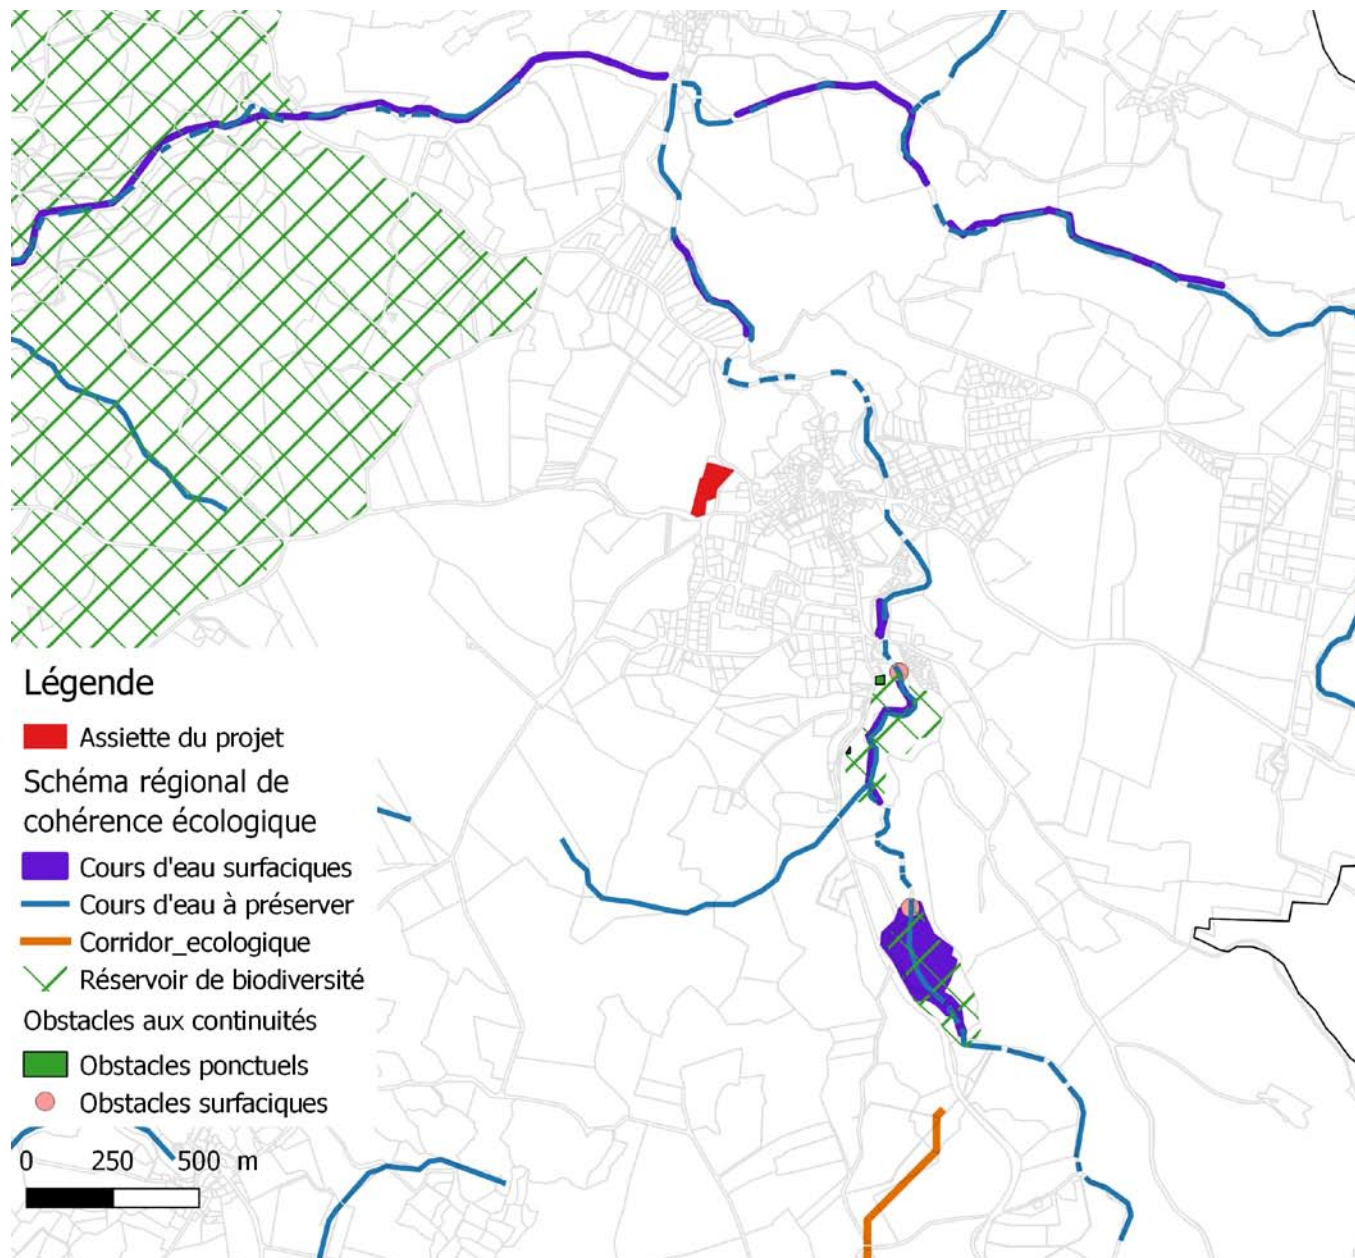 Légende
Assiette du projet
Schéma régional de
cohérence écologique
Cours d'eau surfaciques
Cours d'eau à préserver
Corridor_ecologique
Réservoir de biodiversité
Obstacles aux continuités
Obstacles ponctuels
Obstacles surfaciques
0 250 500 m